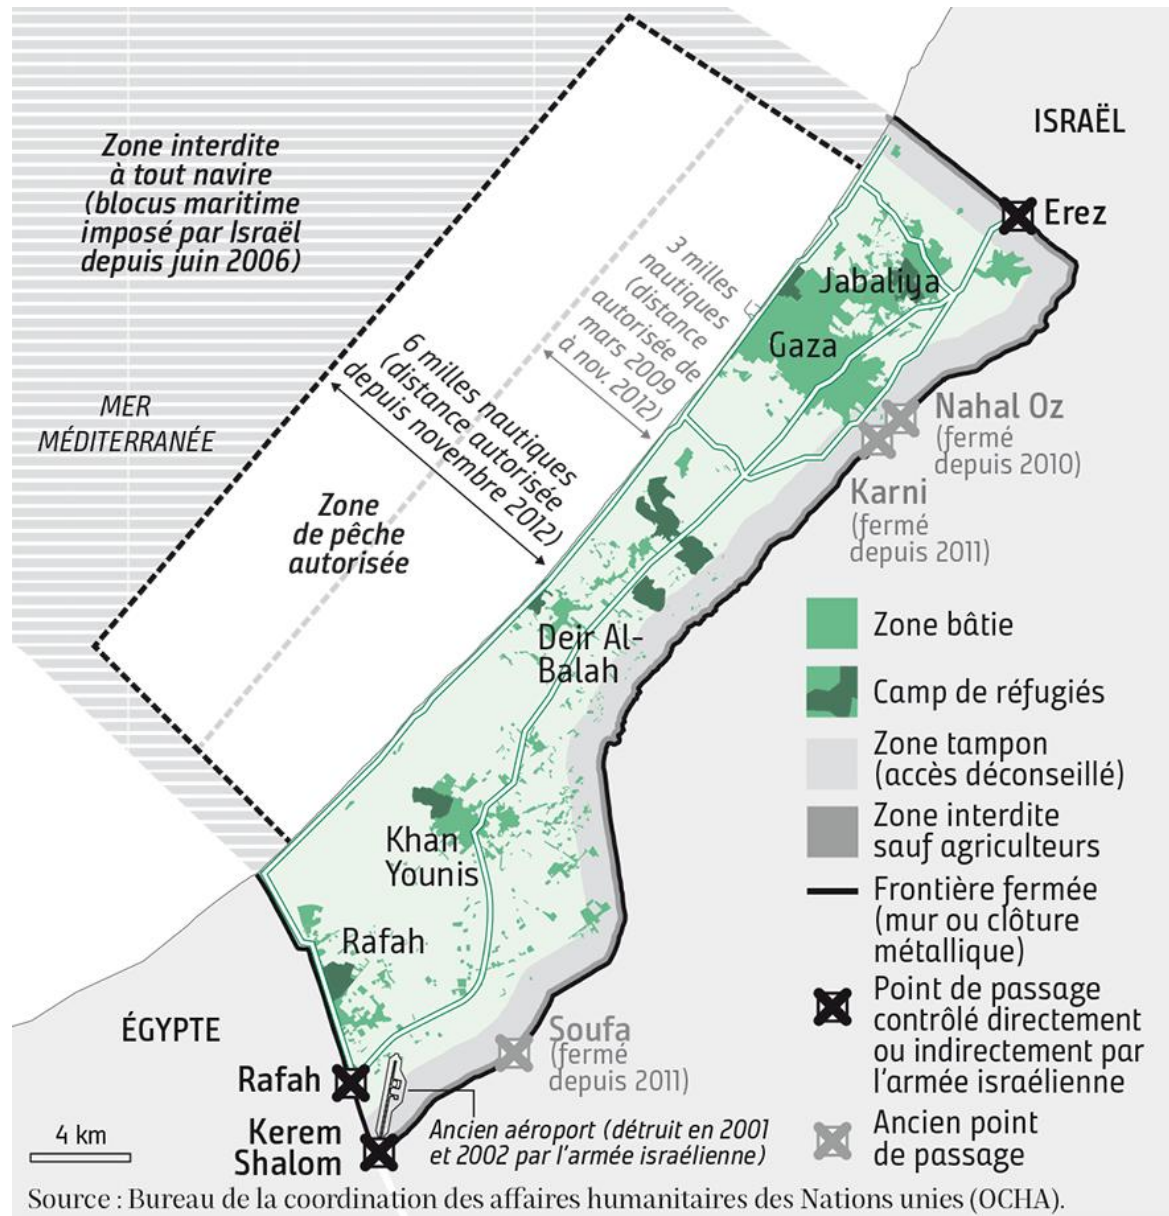 ISRAËL
Zone interdite
à tout navire
(blocus maritime
imposé par Israël
depuis juin 2006)
Erez
3 milles
nautiques
(distance
autorisée de
mars 2009
à nov. 2012)
Jabaliya
Gaza
6 milles nautiques
(distance autorisée
depuis novembre 2012)
MER
MÉDITERRANÉE
Nahal Oz
(fermé
depuis 2010)
Karni
(fermé
depuis 2011)
Zone
de pêche
autorisée
Deir Al-
Balah
Khan
Younis
Rafah
ÉGYPTE
Soufa
(fermé
depuis 2011)
Rafah
Kerem
Shalom
Ancien aéroport (détruit en 2001
et 2002 par l'armée israélienne)
4 km
Zone bâtie
Camp de réfugiés
Zone tampon
(accès déconseillé)
Zone interdite
sauf agriculteurs
Frontière fermée
(mur ou clôture
métallique)
Point de passage
contrôlé directement
ou indirectement par
l'armée israélienne
Ancien point
de passage
Source : Bureau de la coordination des affaires humanitaires des Nations unies (OCHA).